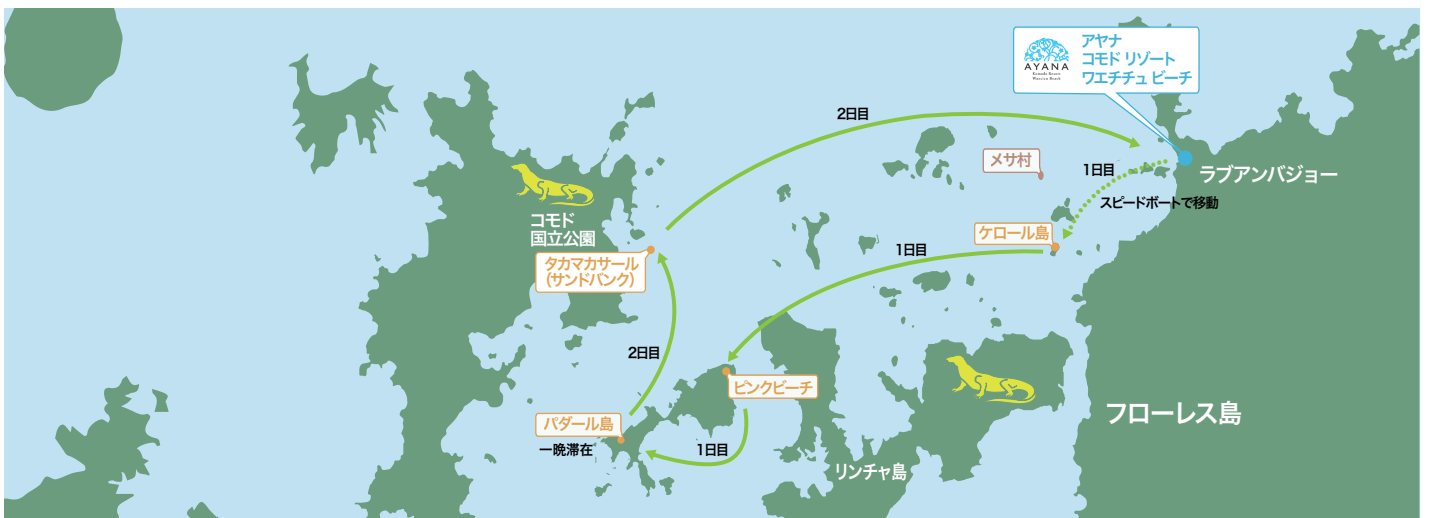 アヤナ
コモド リゾート
ワエチチュ ビーチ
AYANA
Komodo Resort
Waecicu Beach
2日目
メサ村
1日目
ラブアンバジョー
スピードボートで移動
コモド
国立公園
ケロール島
1日目
タカマカサール
(サンドバンク)
2日目
ピンクビーチ
パダール島
一晩滞在
1日目
フローレス島
リンチャ島